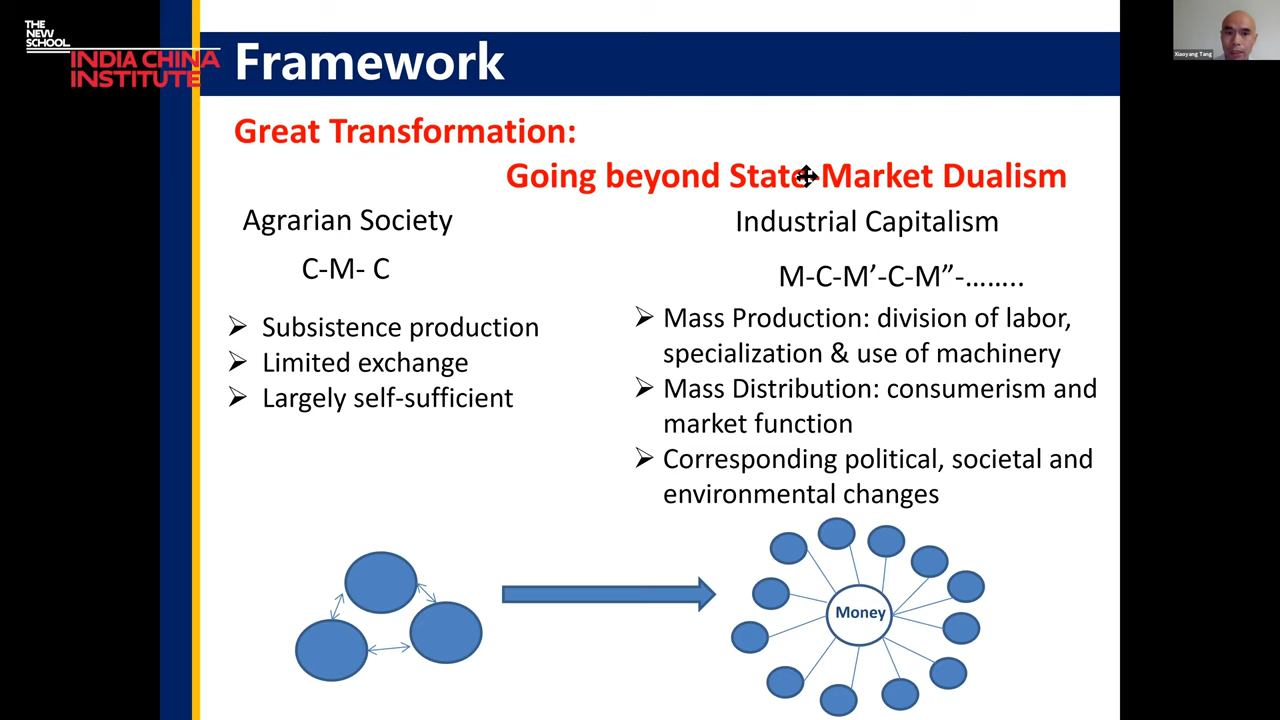 THE
NEW
SCHOOL
INDIA CHINA
INSTITUTE
Framework
Xiaoyang Tang
Great Transformation:
Going beyond State-Market Dualism
Agrarian Society
C-M- C
Subsistence production
Limited exchange
Largely self-sufficient
Industrial Capitalism
M-C-M’-C-M”-……..
Mass Production: division of labor,
specialization & use of machinery
Mass Distribution: consumerism and
market function
Corresponding political, societal and
environmental changes
Money